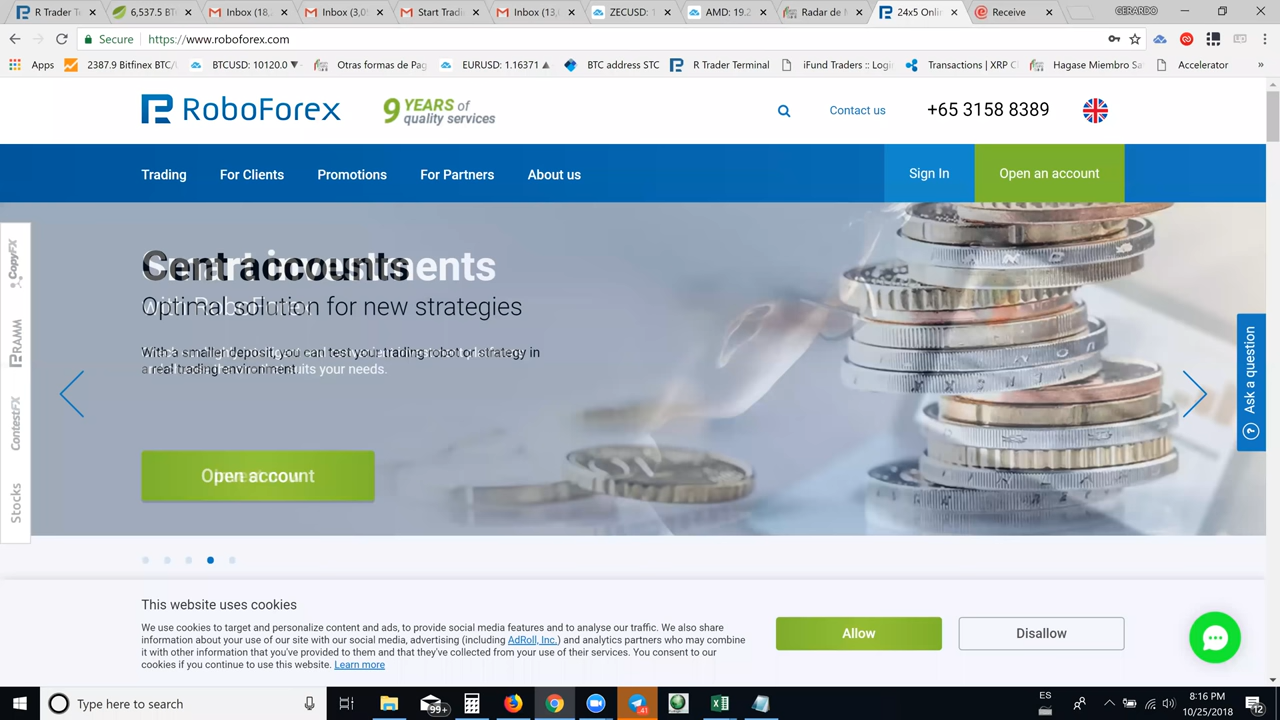 R Trader T
6,537.5 BT
Inbox (18,
Inbox (3,05
Start Tradi
Inbox (13,
ZECUSD: 1
AMD: 19.2
Radar de M
24x5 Onli
Receive
GERARDO
Secure
https://www.roboforex.com
Apps
2387.9 Bitfinex BTC/
BTCUSD: 10120.0 ▼
Otras formas de Pag
EURUSD: 1.16371 ▲
BTC address STC
R Trader Terminal
iFund Traders :: Logi
Transactions | XRP C
Hagase Miembro Sa
Accelerator
»
RoboForex
9 YEARS of
quality services
Contact us
+65 3158 8389
Trading
For Clients
Promotions
For Partners
About us
Sign In
Open an account
CopyFX
RAMM
ContestFX
Stocks
Cent accounts
Optimal solution for new strategies
With a smaller deposit, you can test your trading robot or strategy in
a real trading environment
suits your needs.
Open account
Ask a question
This website uses cookies
We use cookies to target and personalize content and ads, to provide social media features and to analyse our traffic. We also share
information about your use of our site with our social media, advertising (including AdRoll, Inc.) and analytics partners who may combine
it with other information that you've provided to them and that they've collected from your use of their services. You consent to our
cookies if you continue to use this website. Learn more
Allow
Disallow
Type here to search
99+
41
ES
8:16 PM
10/25/2018
12